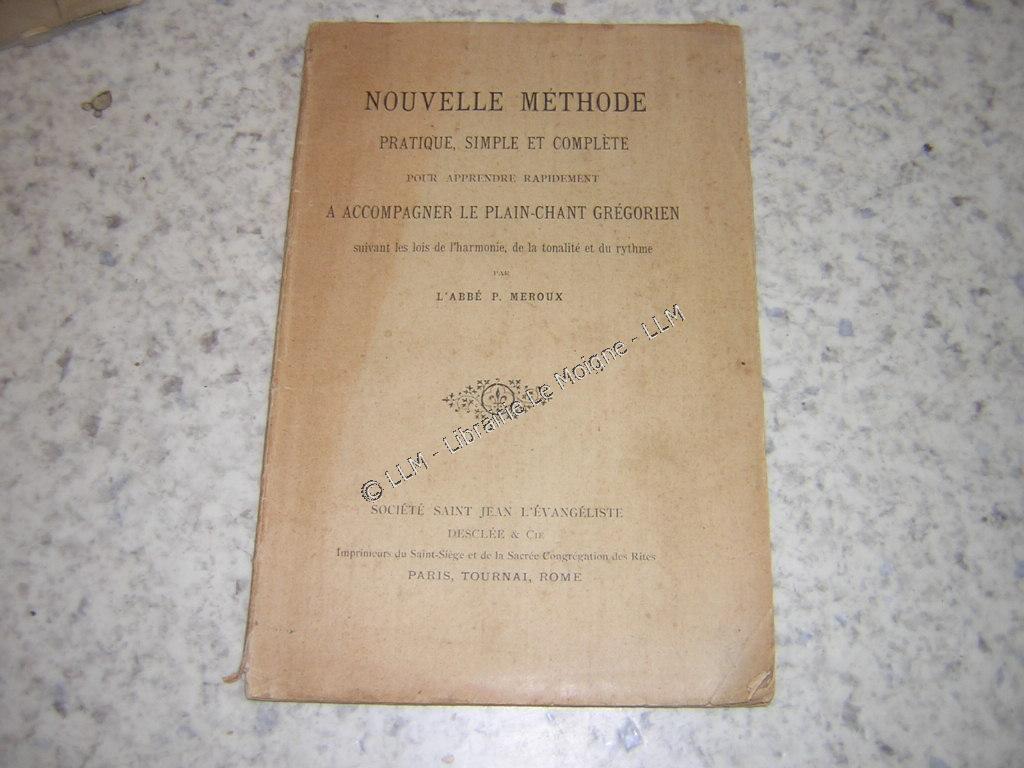 NOUVELLE MÉTHODE
PRATIQUE, SIMPLE ET COMPLÈTE
POUR APPRENDRE RAPIDEMENT
A ACCOMPAGNER LE PLAIN-CHANT GRÉGORIEN
suivant les lois de l'harmonie, de la tonalité et du rythme
PAR
L'ABBÉ P. MEROUX
© LLM - Librairie Le Moigne - LLM
SOCIÉTÉ SAINT JEAN L'ÉVANGÉLISTE
DESCLÉE & CIE
Imprimeurs du Saint-Siège et de la Sacrée Congrégation des Rites
PARIS, TOURNAI, ROME